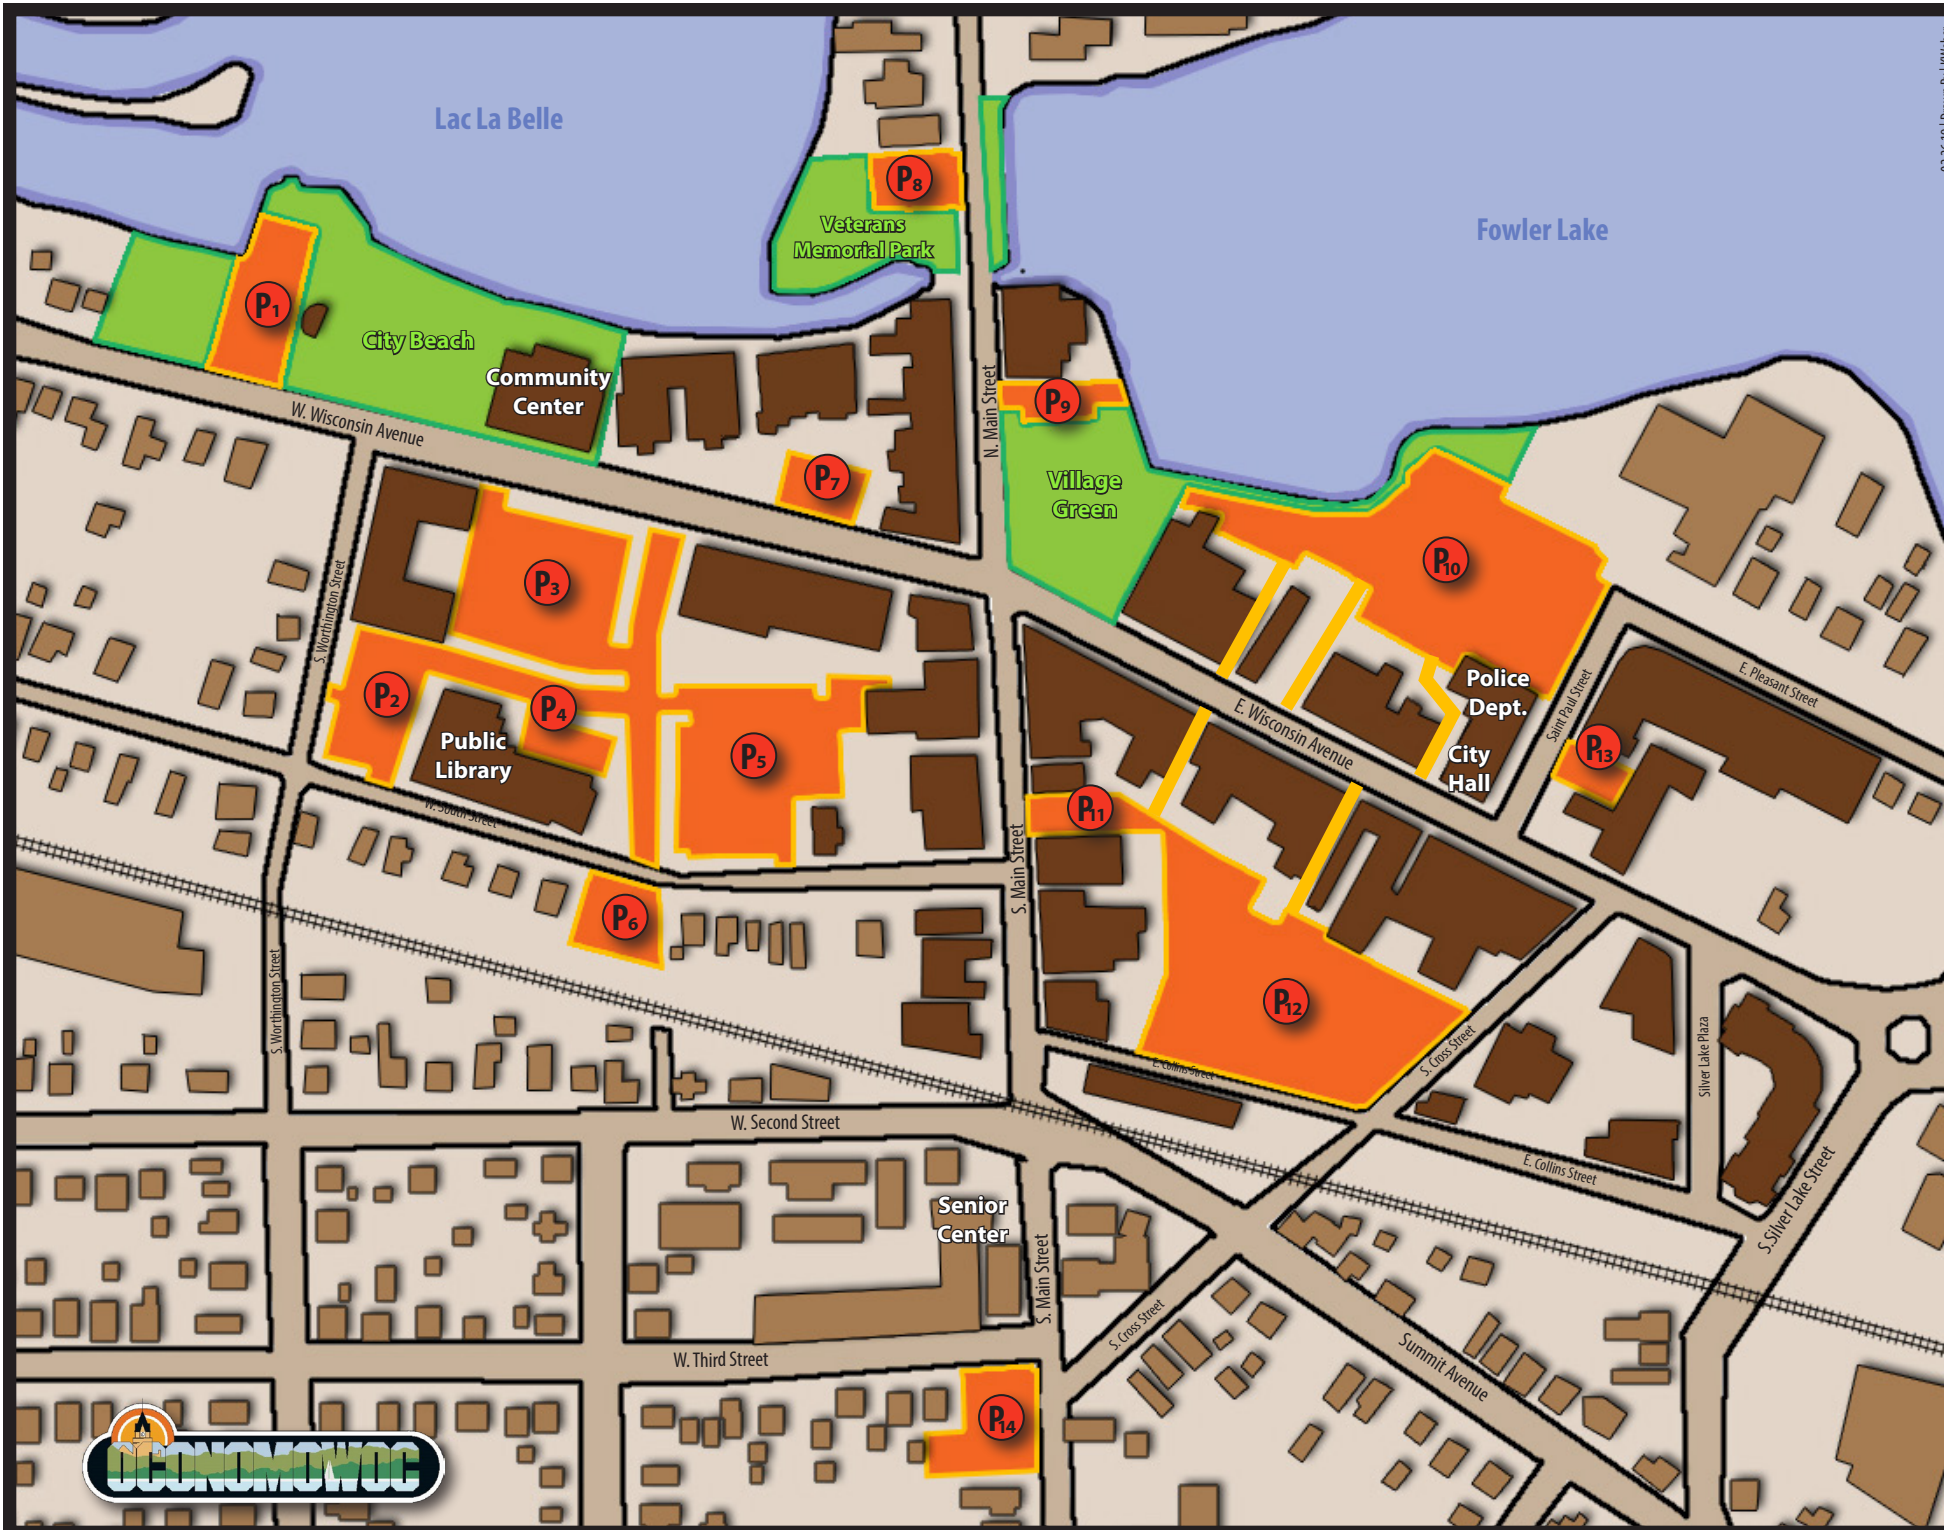 Lac La Belle
Fowler Lake
P8
Veterans
Memorial Park
P1
City Beach
Community
Center
W. Wisconsin Avenue
N. Main Street
P9
P7
Village
Green
P10
P3
S. Worthington Street
P2
P4
Public
Library
P5
W. South Street
E. Wisconsin Avenue
Police
Dept.
City
Hall
Saint Paul Street
E. Pleasant Street
P13
P11
S. Main Street
P6
P12
S. Worthington Street
E. Collins Street
S. Cross Street
Silver Lake Plaza
W. Second Street
E. Collins Street
S. Silver Lake Street
Senior
Center
S. Main Street
S. Cross Street
Summit Avenue
W. Third Street
P14
OCONOMOWOC